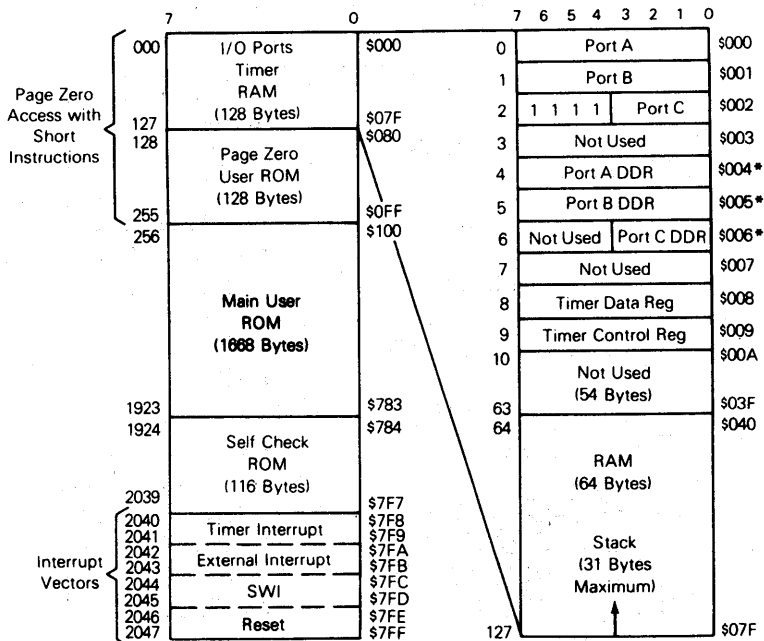 7 0
000 I/O Ports $000
Timer
RAM
(128 Bytes)
127 $07F
128 $080
Page Zero
Access with
Short
Instructions
Page Zero
User ROM
(128 Bytes)
255 $0FF
256 $100
Main User
ROM
(1668 Bytes)
1923 $783
1924 $784
Self Check
ROM
(116 Bytes)
2039 $7F7
2040 $7F8
Timer Interrupt
2041 $7F9
2042 $7FA
External Interrupt
2043 $7FB
2044 $7FC
SWI
2045 $7FD
2046 $7FE
Reset
2047 $7FF
Interrupt
Vectors
7 6 5 4 3 2 1 0
0 Port A $000
1 Port B $001
2 1 1 1 1 Port C $002
3 Not Used $003
4 Port A DDR $004*
5 Port B DDR $005*
6 Not Used Port C DDR $006*
7 Not Used $007
8 Timer Data Reg $008
9 Timer Control Reg $009
10 $00A
Not Used
(54 Bytes)
63 $03F
64 $040
RAM
(64 Bytes)
Stack
(31 Bytes
Maximum)
127 $07F